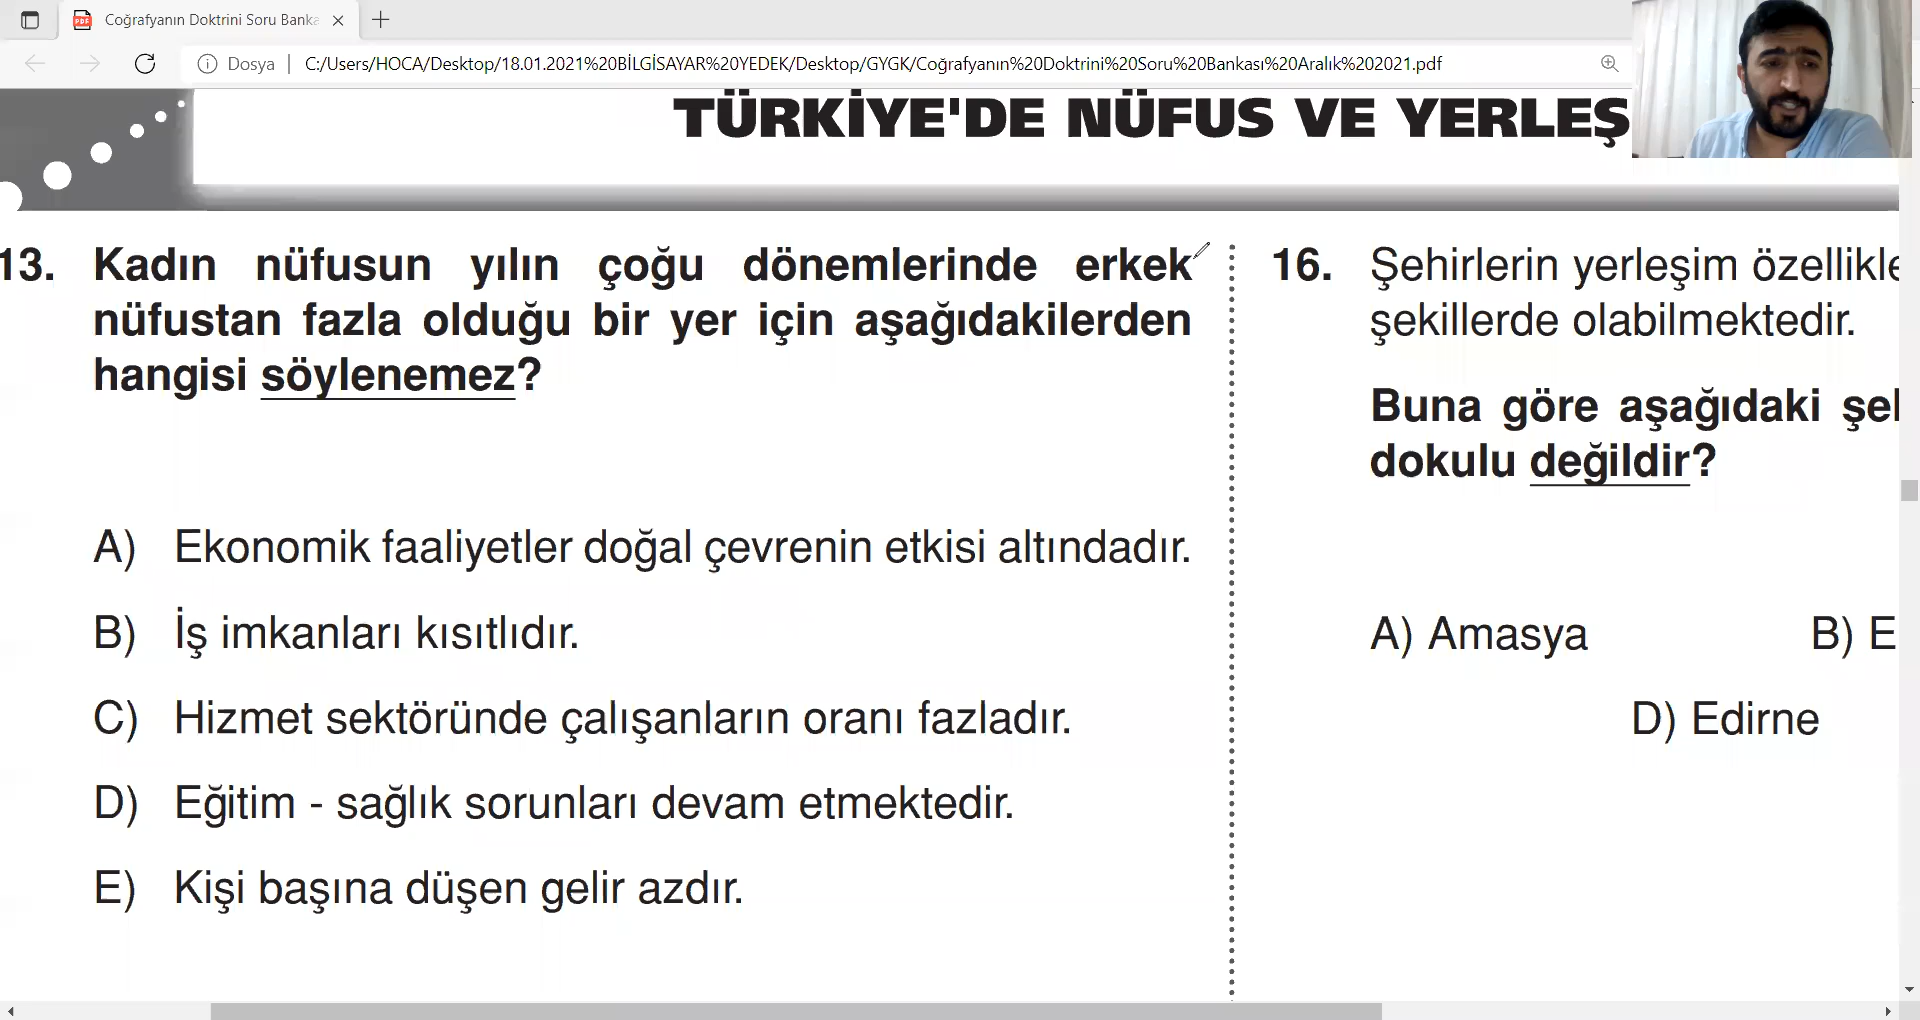 Coğrafyanın Doktrini Soru Banka
Dosya | C:/Users/HOCA/Desktop/18.01.2021%20BİLGİSAYAR%20YEDEK/Desktop/GYGK/Coğrafyanın%20Doktrini%20Soru%20Bankası%20Aralık%202021.pdf
TÜRKİYE'DE NÜFUS VE YERLEŞ
13. Kadın nüfusun yılın çoğu dönemlerinde erkek
nüfustan fazla olduğu bir yer için aşağıdakilerden
hangisi söylenemez?
A) Ekonomik faaliyetler doğal çevrenin etkisi altındadır.
B) İş imkanları kısıtlıdır.
C) Hizmet sektöründe çalışanların oranı fazladır.
D) Eğitim - sağlık sorunları devam etmektedir.
E) Kişi başına düşen gelir azdır.
16. Şehirlerin yerleşim özellikle
şekillerde olabilmektedir.
Buna göre aşağıdaki şel
dokulu değildir?
A) Amasya B) E
D) Edirne